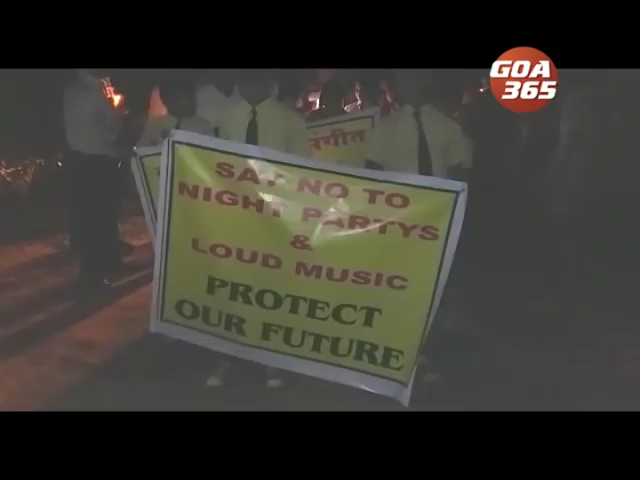 GOA
365
संगीत
SAY NO TO
NIGHT PARTYS
&
LOUD MUSIC
PROTECT
OUR FUTURE